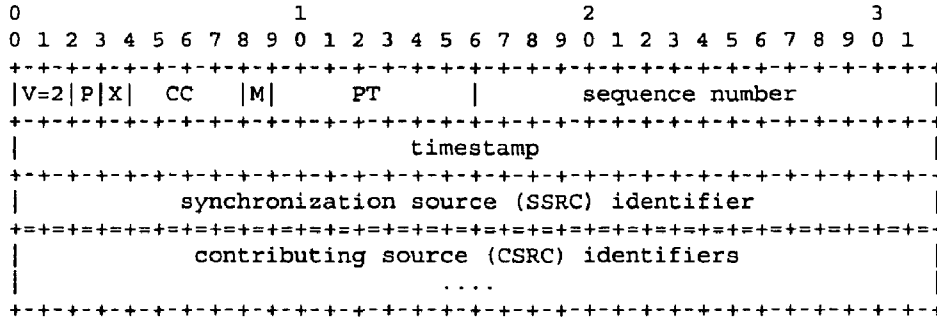 0                   1                   2                   3
0 1 2 3 4 5 6 7 8 9 0 1 2 3 4 5 6 7 8 9 0 1 2 3 4 5 6 7 8 9 0 1
+-+-+-+-+-+-+-+-+-+-+-+-+-+-+-+-+-+-+-+-+-+-+-+-+-+-+-+-+-+-+-+-
|V=2|P|X|  CC   |M|     PT      |       sequence number         |
+-+-+-+-+-+-+-+-+-+-+-+-+-+-+-+-+-+-+-+-+-+-+-+-+-+-+-+-+-+-+-+-
|                           timestamp                           |
+-+-+-+-+-+-+-+-+-+-+-+-+-+-+-+-+-+-+-+-+-+-+-+-+-+-+-+-+-+-+-+-
|           synchronization source (SSRC) identifier            |
+=+=+=+=+=+=+=+=+=+=+=+=+=+=+=+=+=+=+=+=+=+=+=+=+=+=+=+=+=+=+=+=
|            contributing source (CSRC) identifiers             |
|                             ....                              |
+-+-+-+-+-+-+-+-+-+-+-+-+-+-+-+-+-+-+-+-+-+-+-+-+-+-+-+-+-+-+-+-